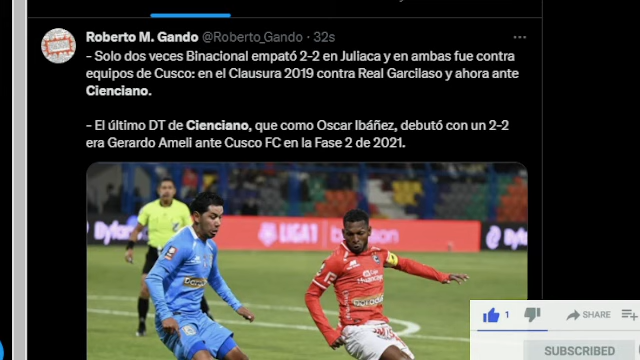 Roberto M. Gando @Roberto_Gando · 32s
- Solo dos veces Binacional empató 2-2 en Juliaca y en ambas fue contra
equipos de Cusco: en el Clausura 2019 contra Real Garcilaso y ahora ante
Cienciano.
- El último DT de Cienciano, que como Oscar Ibáñez, debutó con un 2-2
era Gerardo Ameli ante Cusco FC en la Fase 2 de 2021.
LIGA1
1
SHARE
SUBSCRIBED